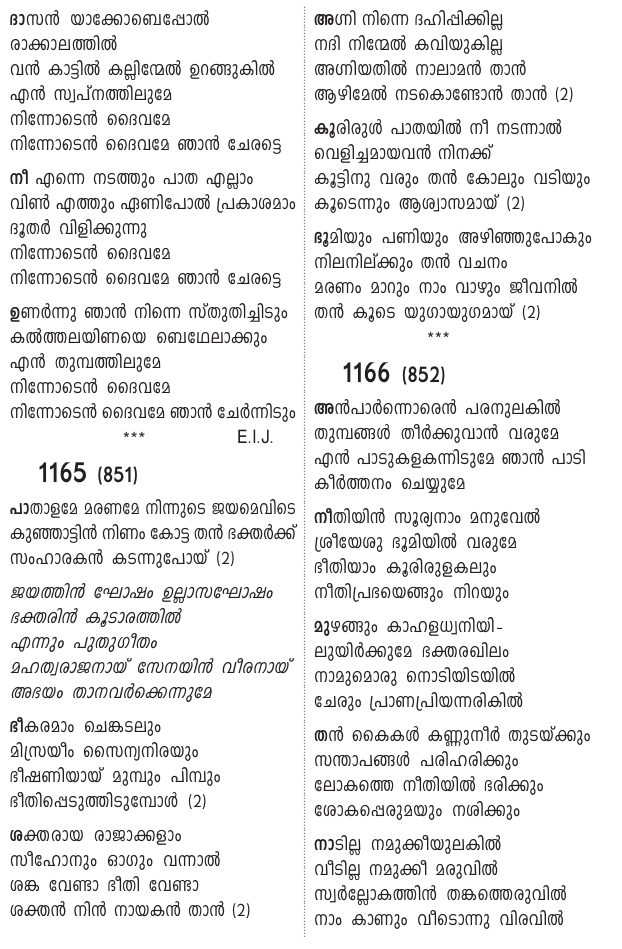 ദാസൻ യാക്കോബെപ്പോൽ
രാക്കാലത്തിൽ
വൻ കാട്ടിൽ കല്ലിന്മേൽ ഉറങ്ങുകിൽ
എൻ സ്വപ്നത്തിലുമേ
നിന്നോടെൻ ദൈവമേ
നിന്നോടെൻ ദൈവമേ ഞാൻ ചേരട്ടെ
നീ എന്നെ നടത്തും പാത എല്ലാം
വിൺ എത്തും ഏണിപോൽ പ്രകാശമാം
ദൂതർ വിളിക്കുന്നു
നിന്നോടെൻ ദൈവമേ
നിന്നോടെൻ ദൈവമേ ഞാൻ ചേരട്ടെ
ഉണർന്നു ഞാൻ നിന്നെ സ്തുതിച്ചിടും
കൽത്തലയിണയെ ബെഥേലാക്കും
എൻ തുമ്പത്തിലുമേ
നിന്നോടെൻ ദൈവമേ
നിന്നോടെൻ ദൈവമേ ഞാൻ ചേർന്നിടും
*** E.I.J.
1165 (851)
പാതാളമേ മരണമേ നിന്നുടെ ജയമെവിടെ
കുഞ്ഞാട്ടിൻ നിണം കോട്ട തൻ ഭക്തർക്ക്
സംഹാരകൻ കടന്നുപോയ് (2)
ജയത്തിൻ ഘോഷം ഉല്ലാസഘോഷം
ഭക്തരിൻ കൂടാരത്തിൽ
എന്നും പുതുഗീതം
മഹത്വരാജനായ് സേനയിൻ വീരനായ്
അഭയം താനവർക്കെന്നുമേ
ഭീകരമാം ചെങ്കടലും
മിസ്രയീം സൈന്യനിരയും
ഭീഷണിയായ് മുമ്പും പിമ്പും
ഭീതിപ്പെടുത്തിടുമ്പോൾ (2)
ശക്തരായ രാജാക്കളാം
സീഹോനും ഓഗും വന്നാൽ
ശങ്ക വേണ്ടാ ഭീതി വേണ്ടാ
ശക്തൻ നിൻ നായകൻ താൻ (2)
അഗ്നി നിന്നെ ദഹിപ്പിക്കില്ല
നദി നിന്മേൽ കവിയുകില്ല
അഗ്നിയതിൽ നാലാമൻ താൻ
ആഴിമേൽ നടകൊണ്ടോൻ താൻ (2)
കൂരിരുൾ പാതയിൽ നീ നടന്നാൽ
വെളിച്ചമായവൻ നിനക്ക്
കൂട്ടിനു വരും തൻ കോലും വടിയും
കൂടെന്നും ആശ്വാസമായ് (2)
ഭൂമിയും പണിയും അഴിഞ്ഞുപോകും
നിലനില്ക്കും തൻ വചനം
മരണം മാറും നാം വാഴും ജീവനിൽ
തൻ കൂടെ യുഗായുഗമായ് (2)
***
1166 (852)
അൻപാർന്നൊരെൻ പരനുലകിൽ
തുമ്പങ്ങൾ തീർക്കുവാൻ വരുമേ
എൻ പാടുകളകന്നിടുമേ ഞാൻ പാടി
കീർത്തനം ചെയ്യുമേ
നീതിയിൻ സൂര്യനാം മനുവേൽ
ശ്രീയേശു ഭൂമിയിൽ വരുമേ
ഭീതിയാം കൂരിരുളകലും
നീതിപ്രഭയെങ്ങും നിറയും
മുഴങ്ങും കാഹളധ്വനിയി-
ലുയിർക്കുമേ ഭക്തരഖിലം
നാമുമൊരു നൊടിയിടയിൽ
ചേരും പ്രാണപ്രിയന്നരികിൽ
തൻ കൈകൾ കണ്ണുനീർ തുടയ്ക്കും
സന്താപങ്ങൾ പരിഹരിക്കും
ലോകത്തെ നീതിയിൽ ഭരിക്കും
ശോകപ്പെരുമയും നശിക്കും
നാടില്ല നമുക്കീയുലകിൽ
വീടില്ല നമുക്കീ മരുവിൽ
സ്വർല്ലോകത്തിൻ തങ്കത്തെരുവിൽ
നാം കാണും വീടൊന്നു വിരവിൽ